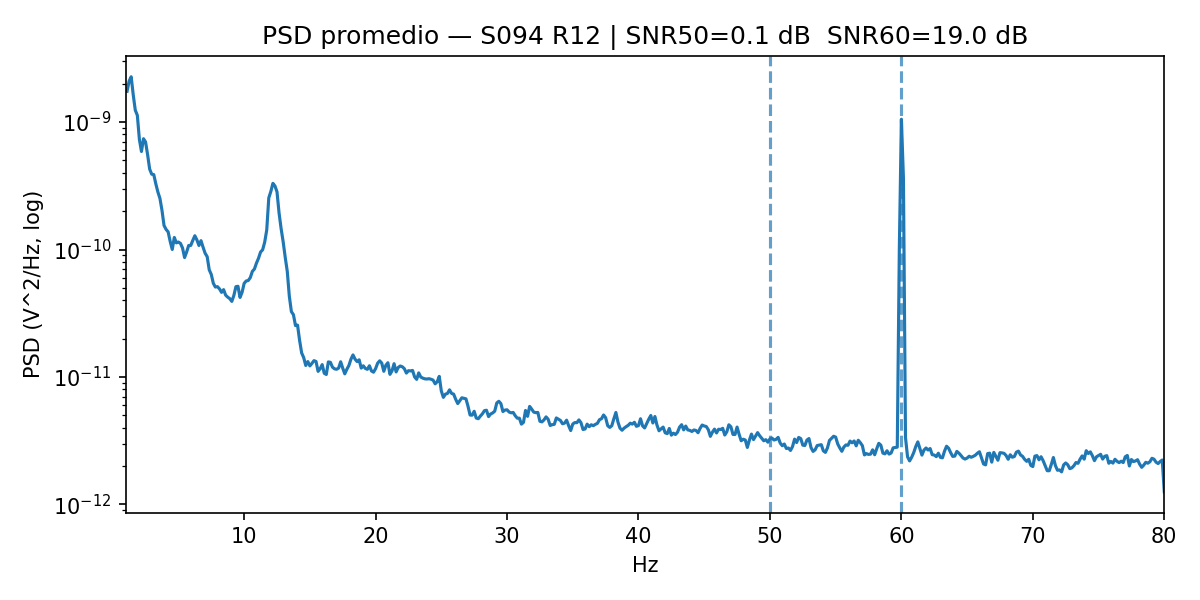 PSD promedio — S094 R12 | SNR50=0.1 dB  SNR60=19.0 dB
PSD (V^2/Hz, log)
10⁻⁹
10⁻¹⁰
10⁻¹¹
10⁻¹²
10 20 30 40 50 60 70 80
Hz